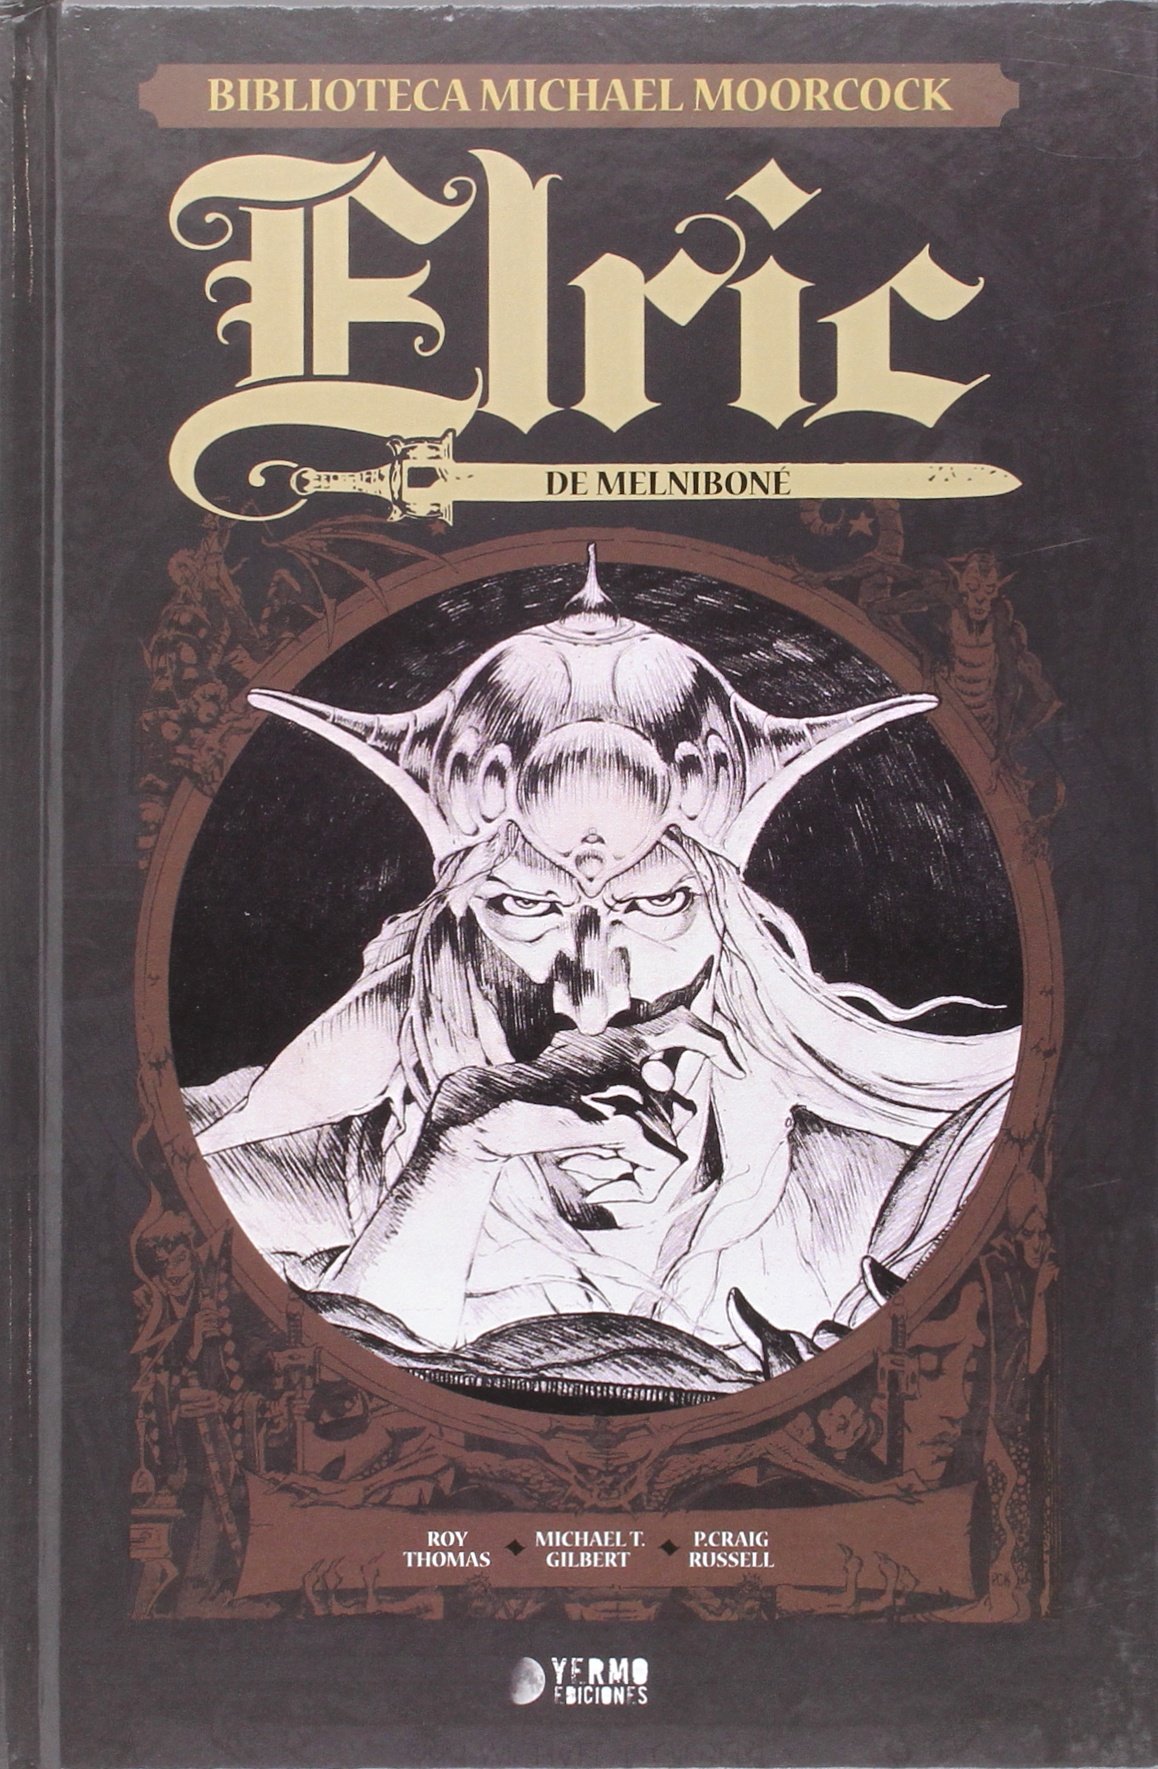 BIBLIOTECA MICHAEL MOORCOCK
Elric
DE MELNIBONÉ
ROY
THOMAS
MICHAEL T.
GILBERT
P.CRAIG
RUSSELL
YERMO
EDICIONES